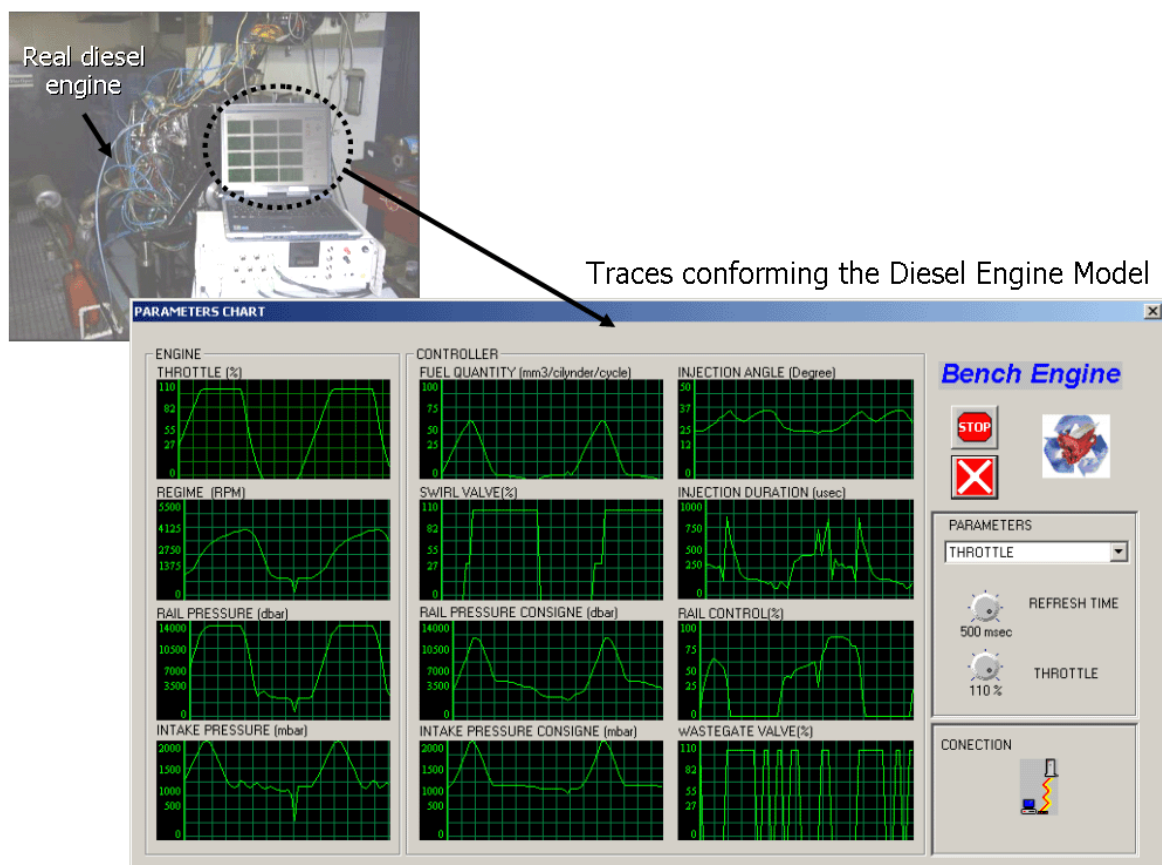 Real diesel
engine
Traces conforming the Diesel Engine Model
PARAMETERS CHART
ENGINE
THROTTLE (%)
110
82
55
27
0
REGIME (RPM)
5500
4125
2750
1375
0
RAIL PRESSURE (dbar)
14000
10500
7000
3500
0
INTAKE PRESSURE (mbar)
2000
1500
1000
500
0
CONTROLLER
FUEL QUANTITY (mm3/cilynder/cycle)
100
75
50
25
0
SWIRL VALVE(%)
110
82
55
27
0
RAIL PRESSURE CONSIGNE (dbar)
14000
10500
7000
3500
0
INTAKE PRESSURE CONSIGNE (mbar)
2000
1500
1000
500
0
INJECTION ANGLE (Degree)
50
37
25
12
0
INJECTION DURATION (usec)
1000
750
500
250
0
RAIL CONTROL(%)
100
75
50
25
0
WASTEGATE VALVE(%)
110
82
55
27
0
Bench Engine
STOP
PARAMETERS
THROTTLE
REFRESH TIME
500 msec
THROTTLE
110 %
CONECTION